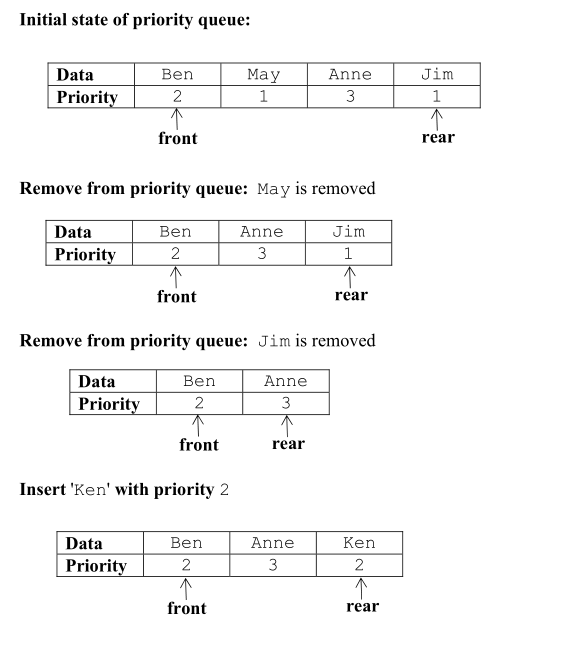 Initial state of priority queue:
Data Ben May Anne Jim
Priority 2 1 3 1
front rear
Remove from priority queue: May is removed
Data Ben Anne Jim
Priority 2 3 1
front rear
Remove from priority queue: Jim is removed
Data Ben Anne
Priority 2 3
front rear
Insert 'Ken' with priority 2
Data Ben Anne Ken
Priority 2 3 2
front rear